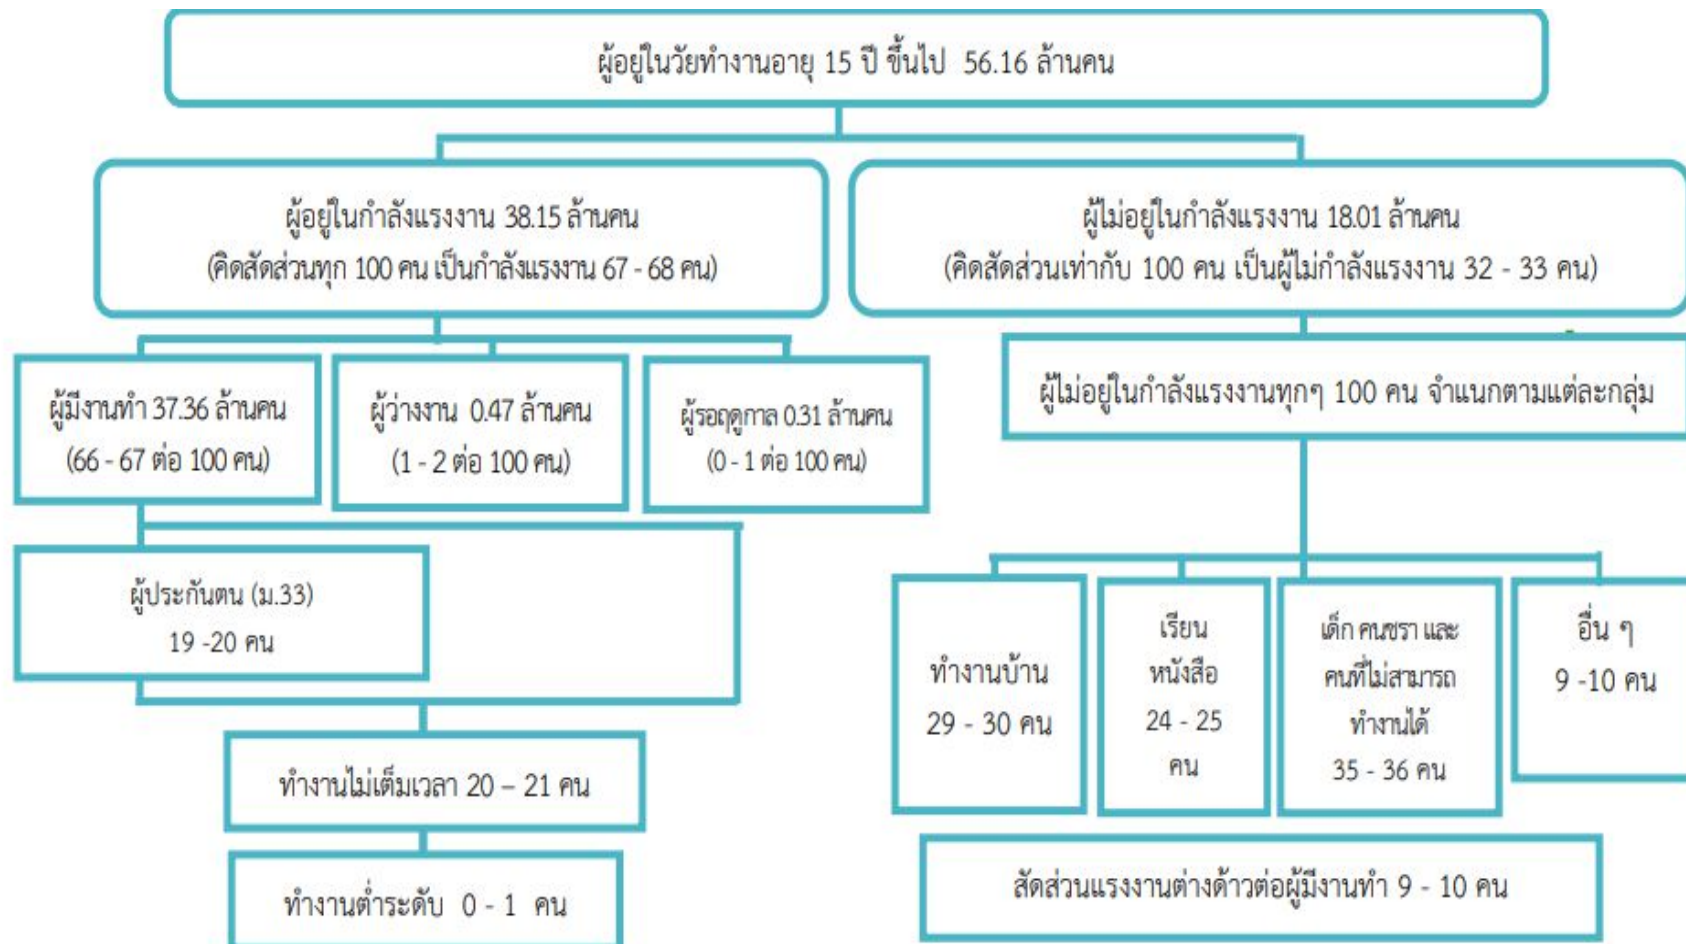 ผู้อยู่ในวัยทำงานอายุ 15 ปี ขึ้นไป 56.16 ล้านคน
ผู้อยู่ในกำลังแรงงาน 38.15 ล้านคน
(คิดสัดส่วนทุก 100 คน เป็นกำลังแรงงาน 67 - 68 คน)
ผู้ไม่อยู่ในกำลังแรงงาน 18.01 ล้านคน
(คิดสัดส่วนเท่ากับ 100 คน เป็นผู้ไม่กำลังแรงงาน 32 - 33 คน)
ผู้มีงานทำ 37.36 ล้านคน
(66 - 67 ต่อ 100 คน)
ผู้ว่างงาน 0.47 ล้านคน
(1 - 2 ต่อ 100 คน)
ผู้รอฤดูกาล 0.31 ล้านคน
(0 - 1 ต่อ 100 คน)
ผู้ไม่อยู่ในกำลังแรงงานทุกๆ 100 คน จำแนกตามแต่ละกลุ่ม
ผู้ประกันตน (ม.33)
19 -20 คน
ทำงานไม่เต็มเวลา 20 – 21 คน
ทำงานต่ำระดับ 0 - 1 คน
ทำงานบ้าน
29 - 30 คน
เรียน
หนังสือ
24 - 25
คน
เด็ก คนชรา และ
คนที่ไม่สามารถ
ทำงานได้
35 - 36 คน
อื่น ๆ
9 -10 คน
สัดส่วนแรงงานต่างด้าวต่อผู้มีงานทำ 9 - 10 คน